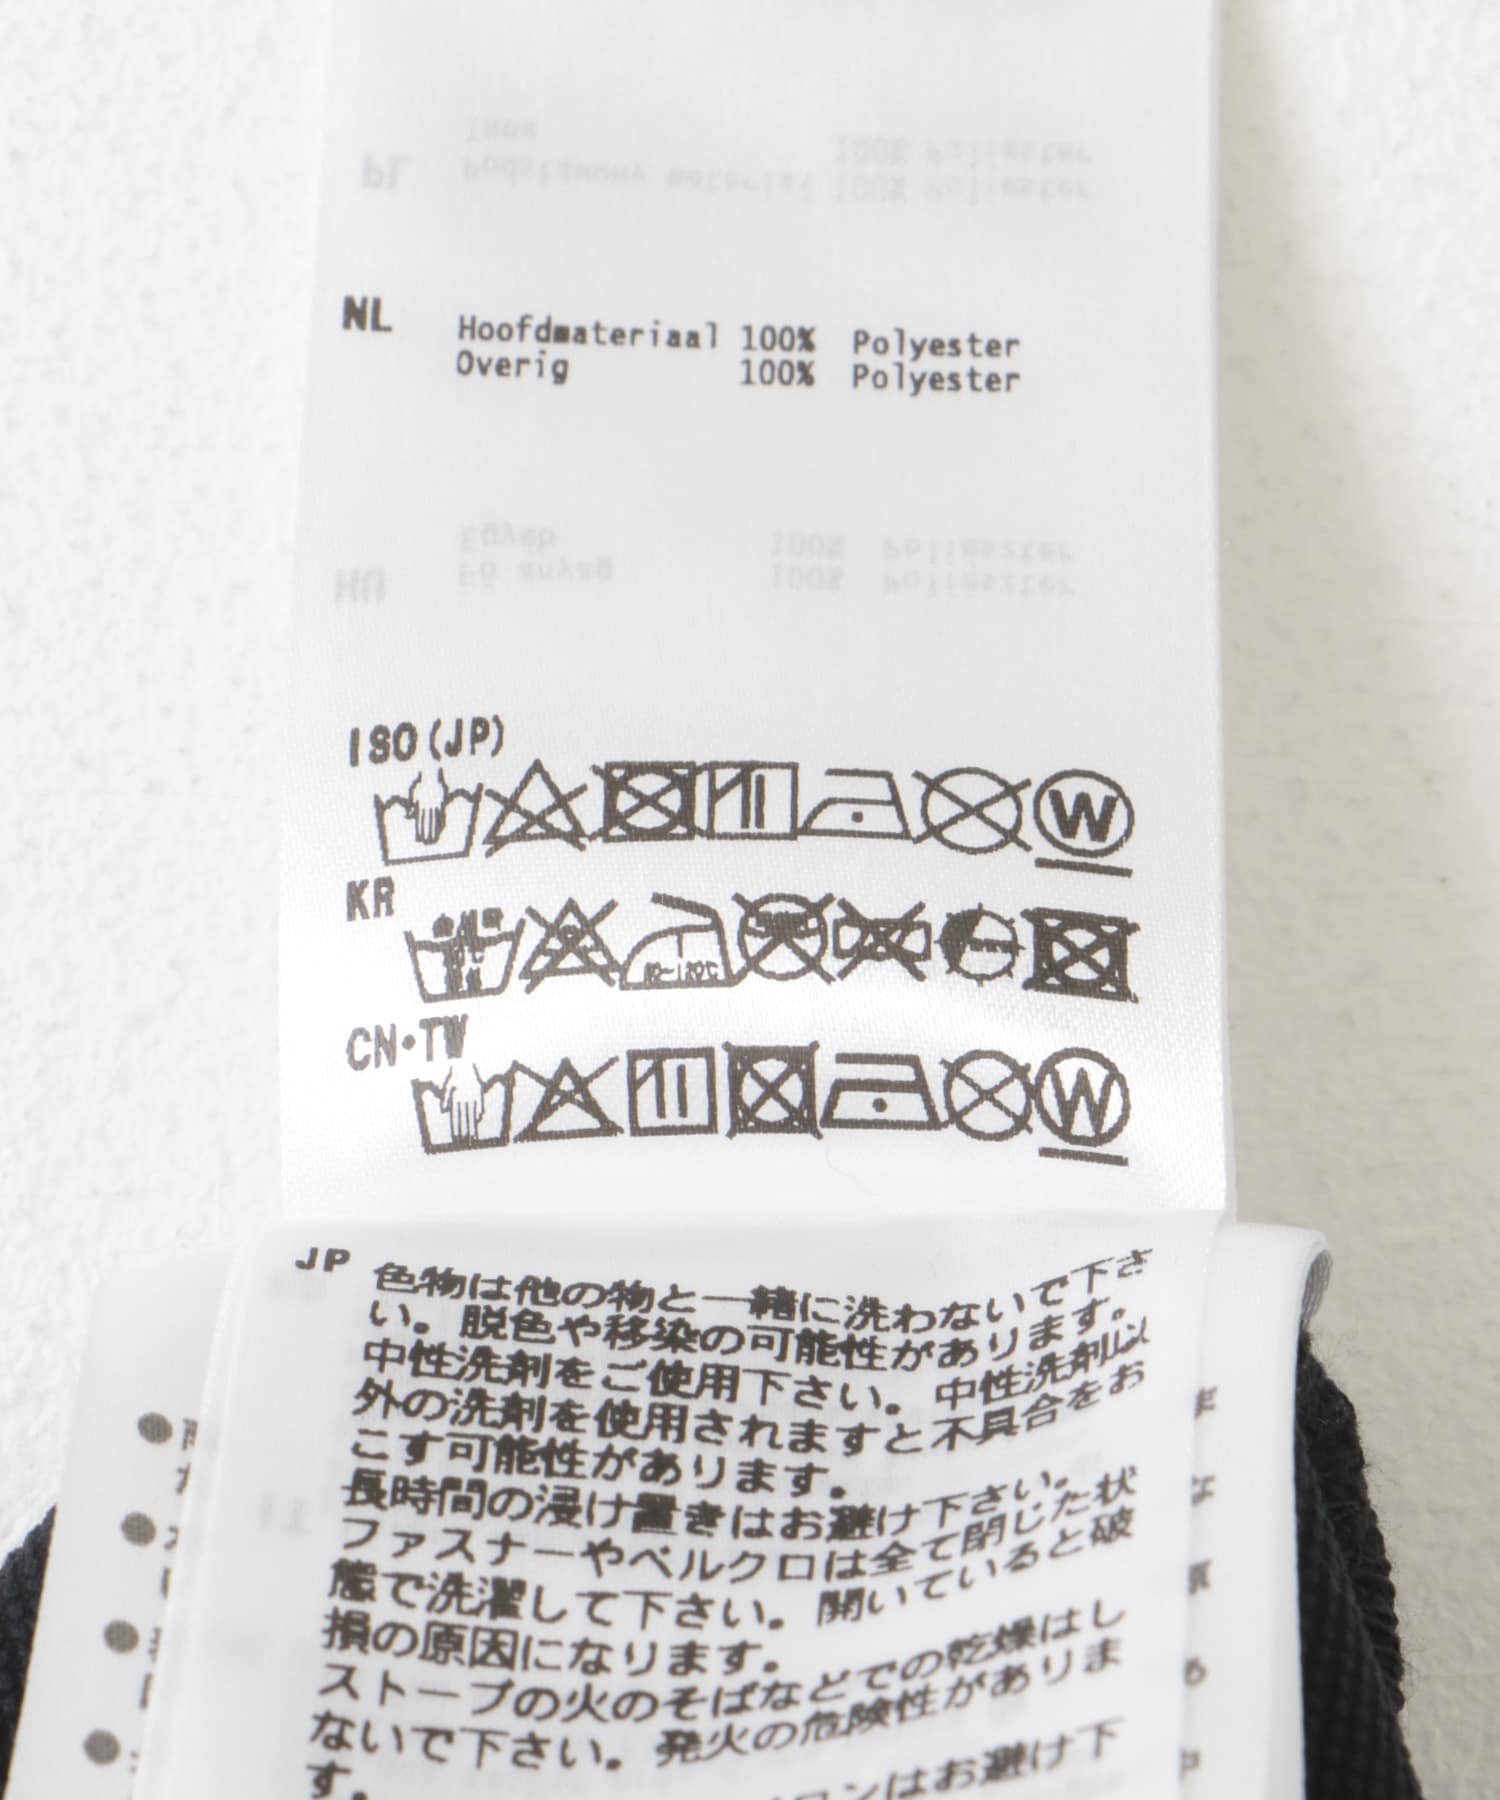 NL Hoofdmateriaal 100% Polyester
Overig 100% Polyester
ISO(JP)
W
KR
80~120℃
CN・TW
W
JP 色物は他の物と一緒に洗わないで下さ
い。脱色や移染の可能性があります。
中性洗剤をご使用下さい。中性洗剤以
外の洗剤を使用されますと不具合をお
こす可能性があります。
長時間の浸け置きはお避け下さい。
ファスナーやベルクロは全て閉じた状
態で洗濯して下さい。開いていると破
損の原因になります。
ストーブの火のそばなどでの乾燥はし
ないで下さい。発火の危険性がありま
す。
ロンはお避け下